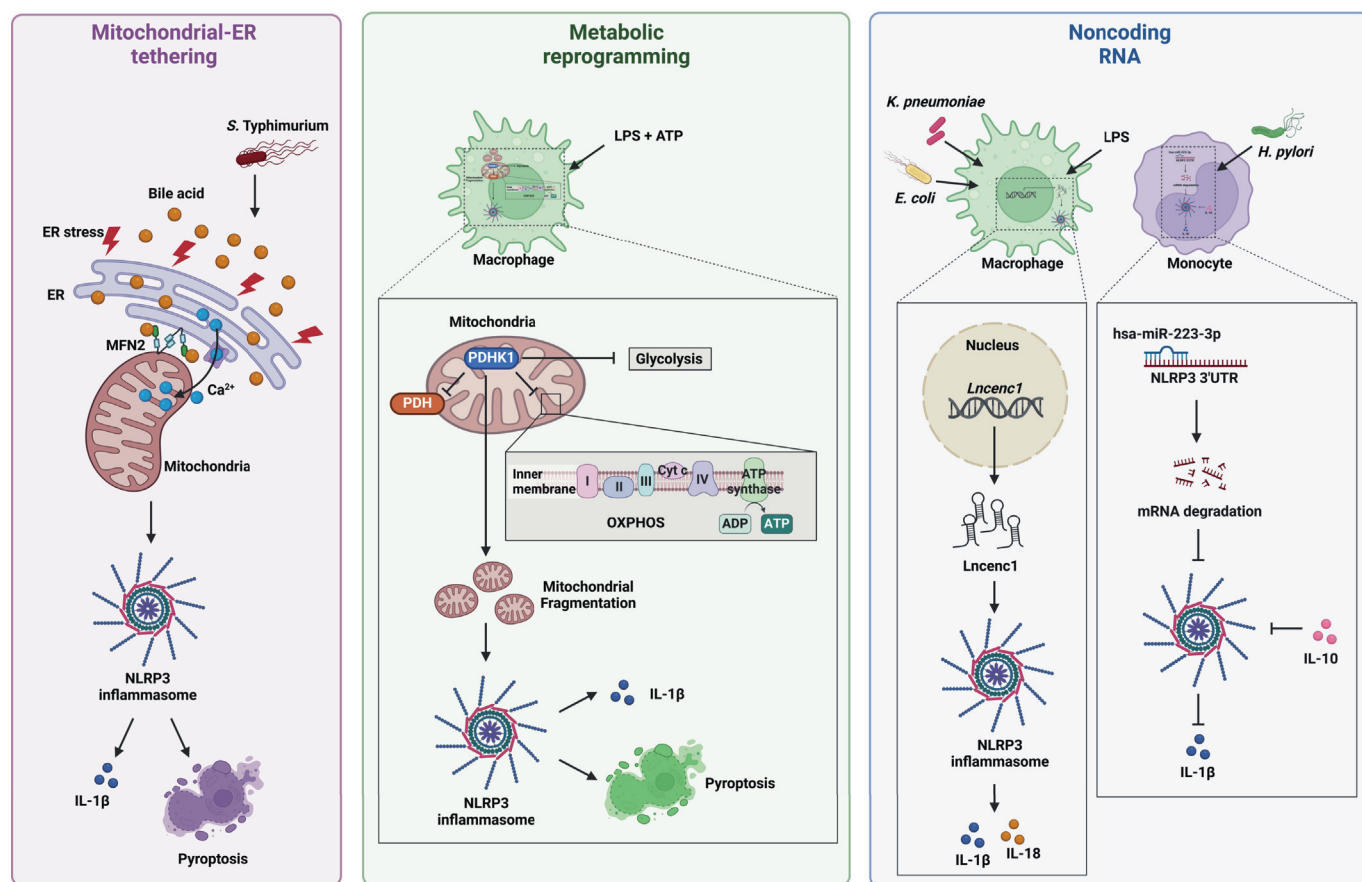 Mitochondrial-ER
tethering
S. Typhimurium
Bile acid
ER stress
ER
MFN2
Ca²⁺
Mitochondria
NLRP3
inflammasome
IL-1β
Pyroptosis
Metabolic
reprogramming
LPS + ATP
Macrophage
Mitochondria
PDHK1
Glycolysis
PDH
Inner
membrane
I
II
III
Cyt c
IV
ATP
synthase
OXPHOS
ADP
ATP
Mitochondrial
Fragmentation
NLRP3
inflammasome
IL-1β
Pyroptosis
Noncoding
RNA
K. pneumoniae
E. coli
LPS
H. pylori
Macrophage
Monocyte
Nucleus
Lncenc1
Lncenc1
NLRP3
inflammasome
IL-1β
IL-18
hsa-miR-223-3p
NLRP3 3'UTR
mRNA degradation
IL-10
IL-1β